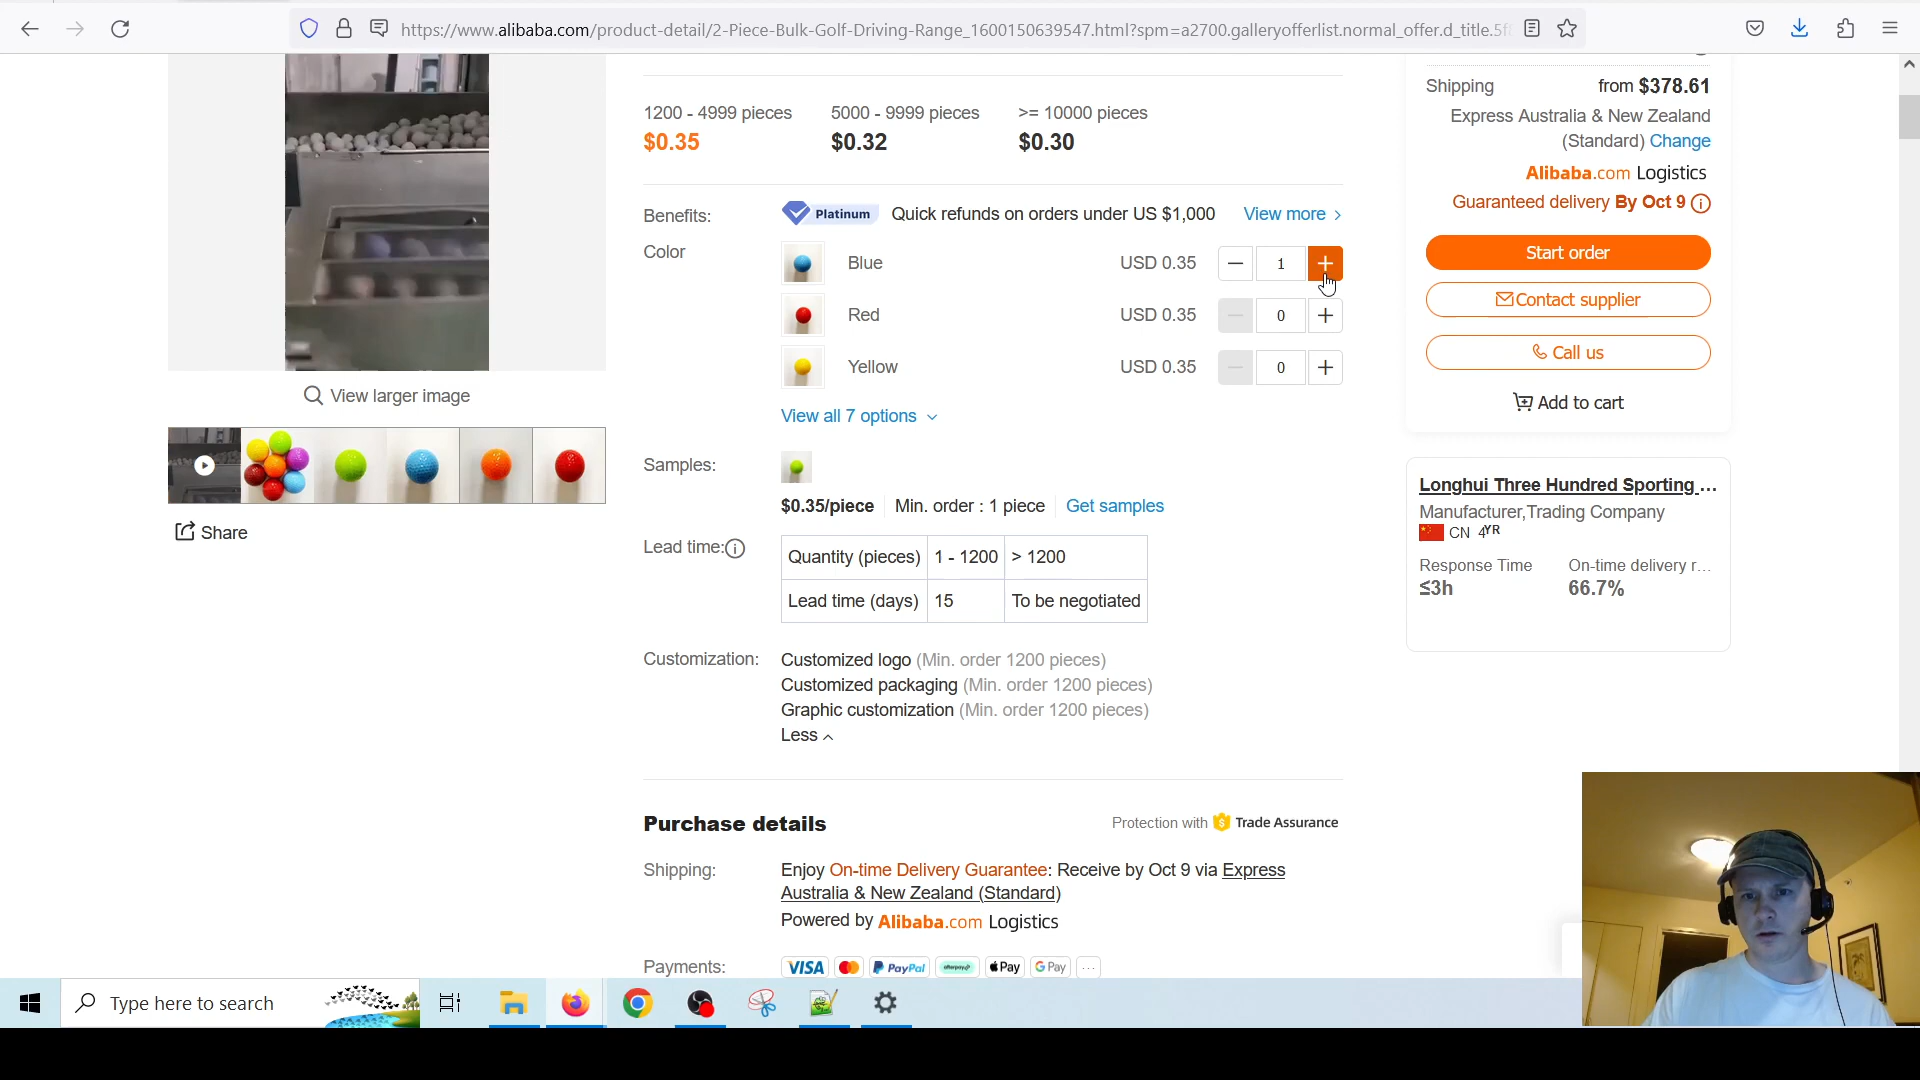 https://www.alibaba.com/product-detail/2-Piece-Bulk-Golf-Driving-Range_1600150639547.html?spm=a2700.galleryofferlist.normal_offer.d_title.5f
1200 - 4999 pieces
$0.35
5000 - 9999 pieces
$0.32
>= 10000 pieces
$0.30
Benefits:
Platinum
Quick refunds on orders under US $1,000
View more >
Color
Blue
USD 0.35
1
Red
USD 0.35
0
Yellow
USD 0.35
0
View all 7 options
View larger image
Share
Samples:
$0.35/piece
Min. order : 1 piece
Get samples
Lead time:
Quantity (pieces)
1 - 1200
> 1200
Lead time (days)
15
To be negotiated
Customization:
Customized logo (Min. order 1200 pieces)
Customized packaging (Min. order 1200 pieces)
Graphic customization (Min. order 1200 pieces)
Less
Purchase details
Protection with Trade Assurance
Shipping:
Enjoy On-time Delivery Guarantee: Receive by Oct 9 via Express
Australia & New Zealand (Standard)
Powered by Alibaba.com Logistics
Payments:
VISA
PayPal
afterpay
Pay
G Pay
...
Shipping
from $378.61
Express Australia & New Zealand
(Standard) Change
Alibaba.com Logistics
Guaranteed delivery By Oct 9
Start order
Contact supplier
Call us
Add to cart
Longhui Three Hundred Sporting ...
Manufacturer,Trading Company
CN 4YR
Response Time
≤3h
On-time delivery r...
66.7%
Type here to search